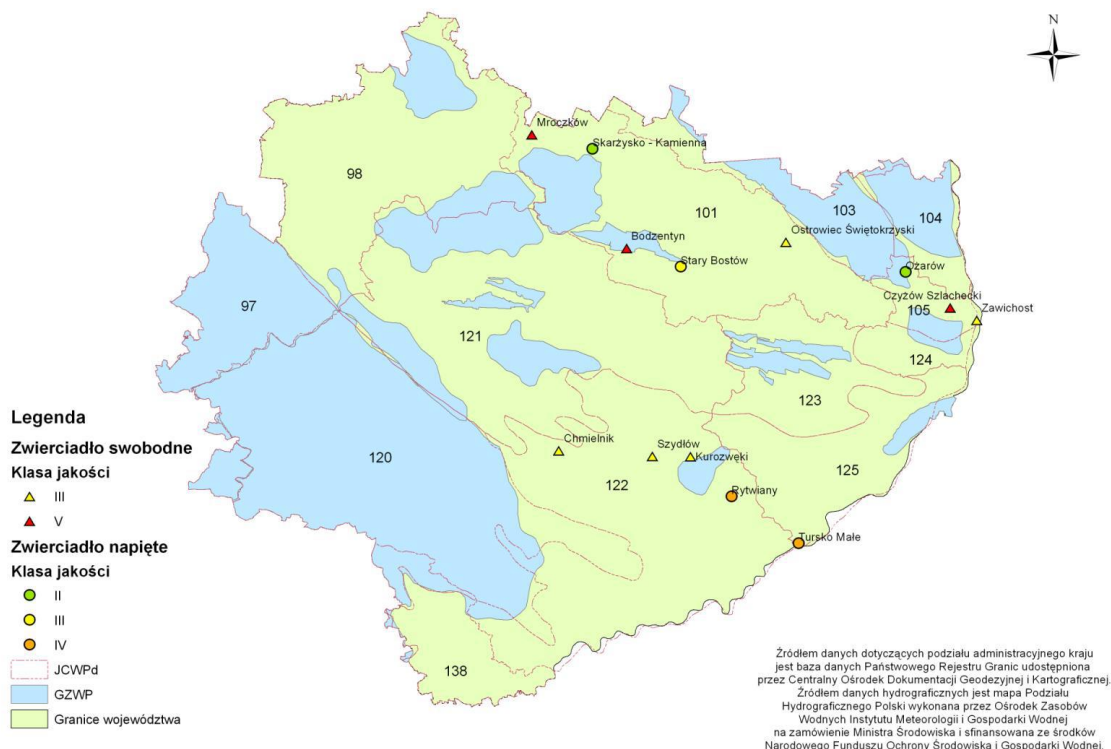 N
Mroczków
Skarżysko - Kamienna
98
101
103
104
Ostrowiec Świętokrzyski
Bodzentyn
Stary Bostów
Ożarów
97
Czyżów Szlachecki
Zawichost
105
121
124
123
Legenda
Zwierciadło swobodne
Klasa jakości
III
V
Zwierciadło napięte
Klasa jakości
II
III
IV
JCWPd
GZWP
Granice województwa
Chmielnik
Szydłów
Kurozwęki
120
122
125
Rytwiany
Tursko Małe
138
Źródłem danych dotyczących podziału administracyjnego kraju
jest baza danych Państwowego Rejestru Granic udostępniona
przez Centralny Ośrodek Dokumentacji Geodezyjnej i Kartograficznej.
Źródłem danych hydrograficznych jest mapa Podziału
Hydrograficznego Polski wykonana przez Ośrodek Zasobów
Wodnych Instytutu Meteorologii i Gospodarki Wodnej
na zamówienie Ministra Środowiska i sfinansowana ze środków
Narodowego Funduszu Ochrony Środowiska i Gospodarki Wodnej.